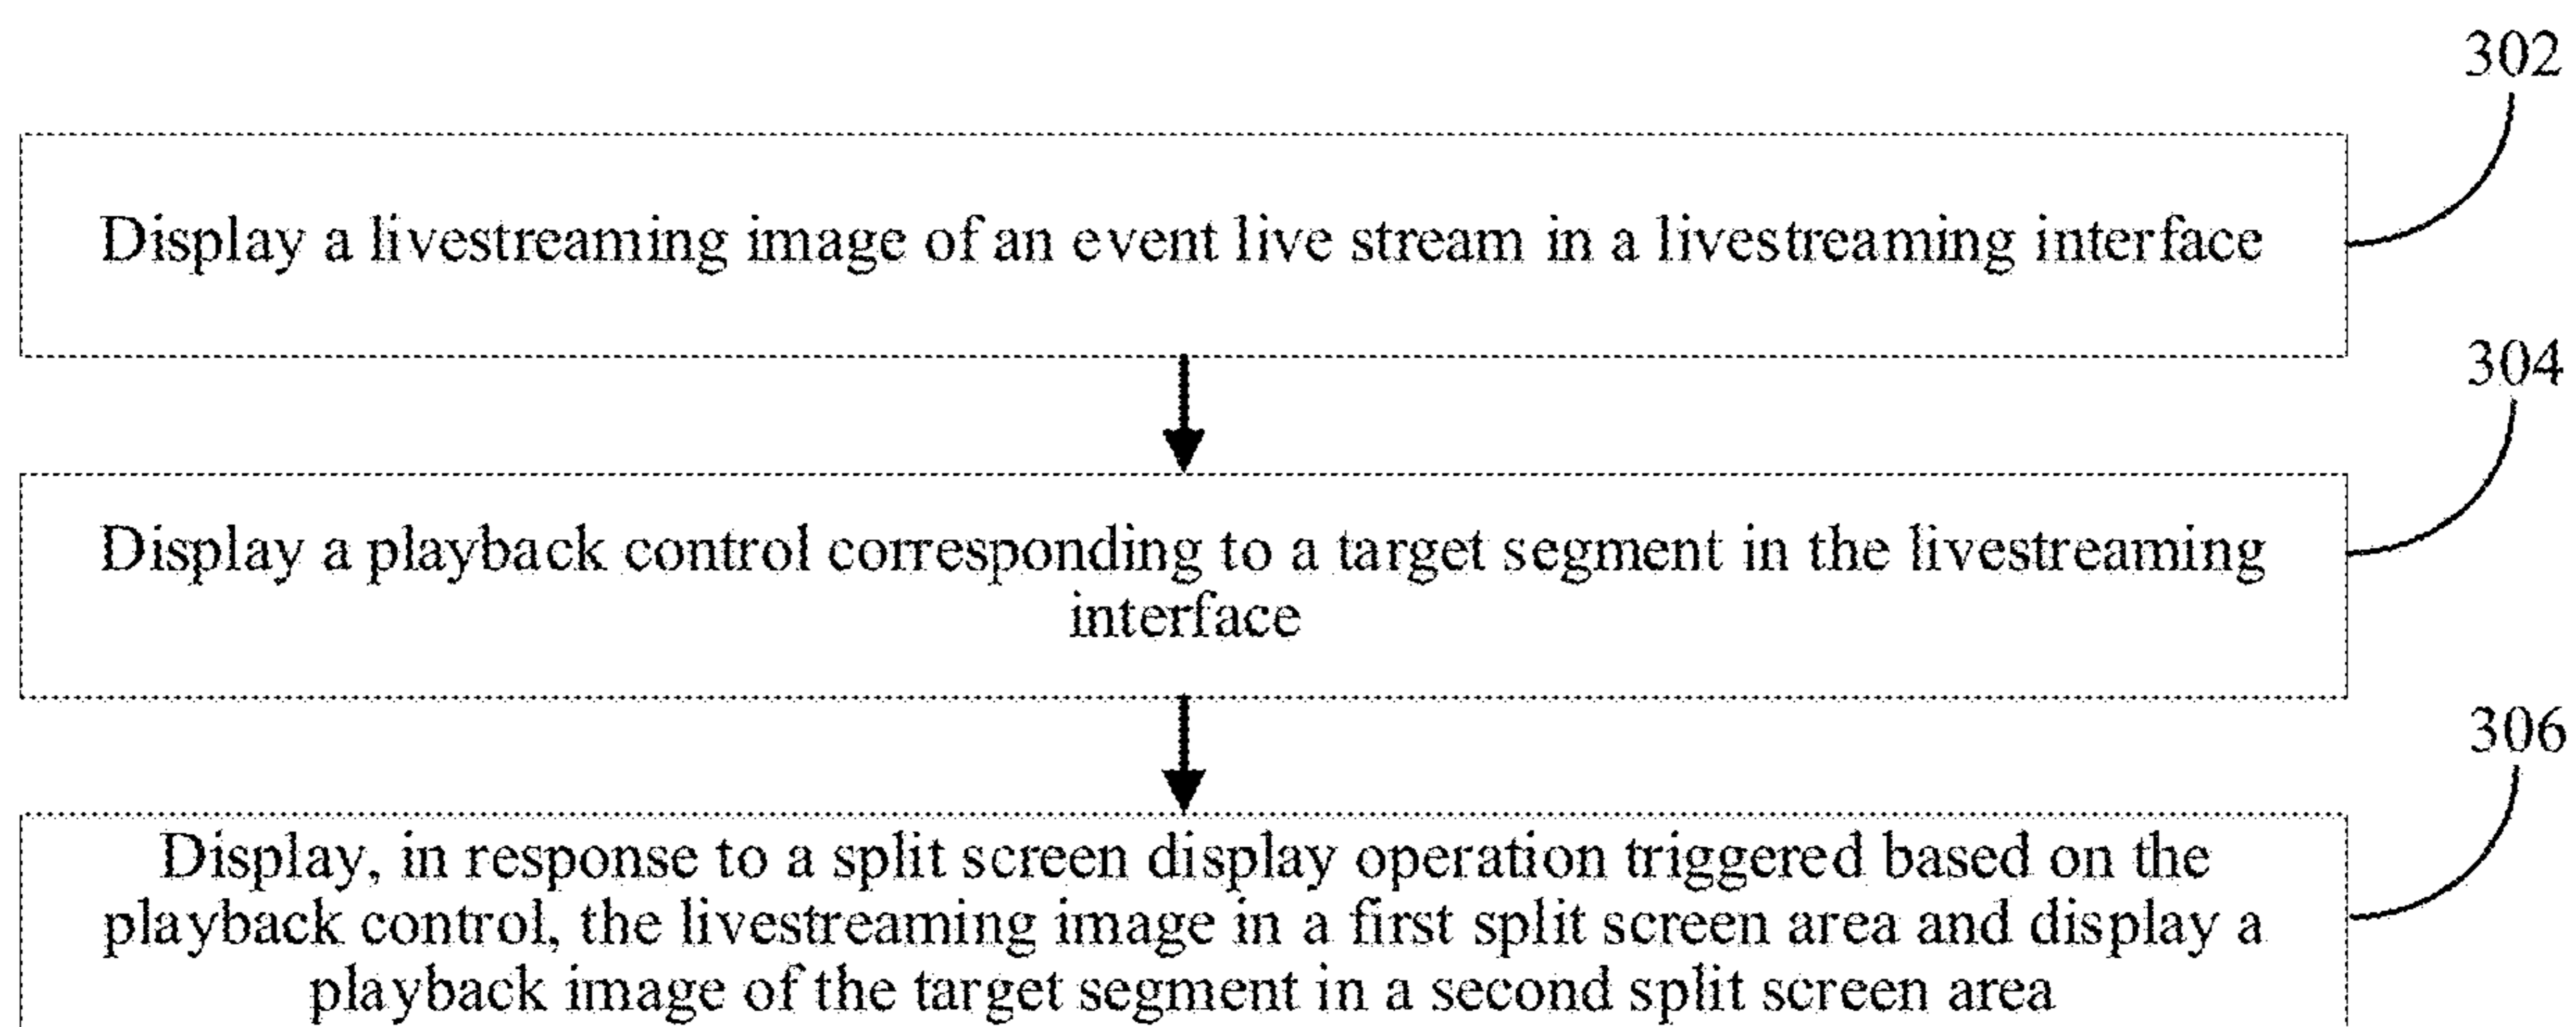 302
Display a livestreaming image of an event live stream in a livestreaming interface
304
Display a playback control corresponding to a target segment in the livestreaming
interface
306
Display, in response to a split screen display operation triggered based on the
playback control, the livestreaming image in a first split screen area and display a
playback image of the target segment in a second split screen area